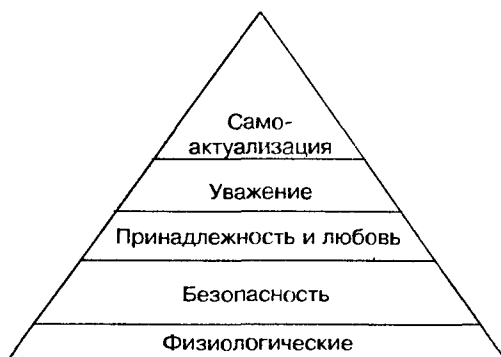 Само-
актуализация
Уважение
Принадлежность и любовь
Безопасность
Физиологические